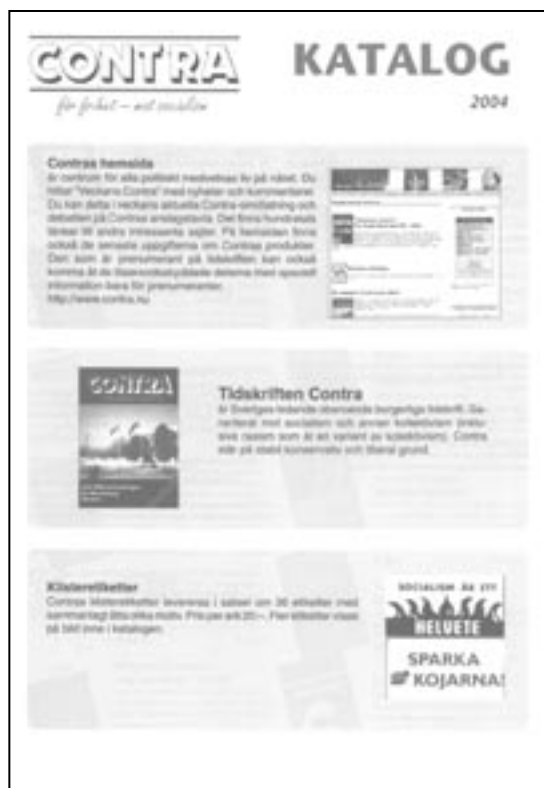 CONTRA
för frihet – mot socialism
KATALOG
2004
Contras hemsida
är centrum för alla politiskt medvetnas liv på nätet. Du
hittar "Veckans Contra" med nyheter och kommentarer.
Du kan delta i veckans aktuella Contra-omröstning och
debatten på Contras anslagstavla. Det finns hundratals
länkar till andra intressanta sajter. På hemsidan finns
också de senaste uppgifterna om Contras produkter.
Den som är prenumerant på tidskriften kan också
komma åt de lösenordsskyddade delarna med speciell
information bara för prenumeranter.
http://www.contra.nu
CONTRA
Tidskriften Contra
är Sveriges ledande oberoende borgerliga tidskrift. Ga-
ranterat mot socialism och annan kollektivism (inklu-
sive rasism som är en variant av kollektivism). Contra
står på stabil konservativ och liberal grund.
Klisteretiketter
Contras klisteretiketter levereras i satser om 30 etiketter med
sammanlagt åtta olika motiv. Pris per ark 20:–. Fler etiketter visas
på bild inne i katalogen.
SOCIALISM ÄR ETT
HELVETE
SPARKA
KOJARNA!